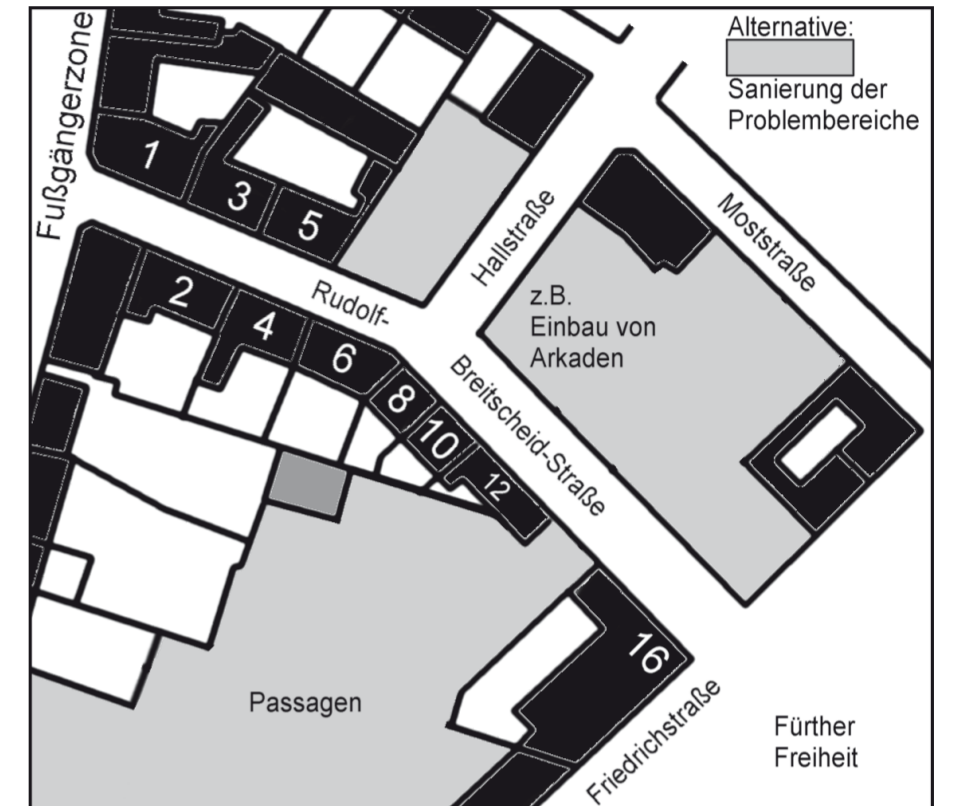 Alternative:
Sanierung der
Problembereiche
Fußgängerzone
1
3
5
Hallstraße
Moststraße
2
4
6
8
10
12
Rudolf-
Breitscheid-Straße
z.B.
Einbau von
Arkaden
16
Passagen
Friedrichstraße
Fürther
Freiheit